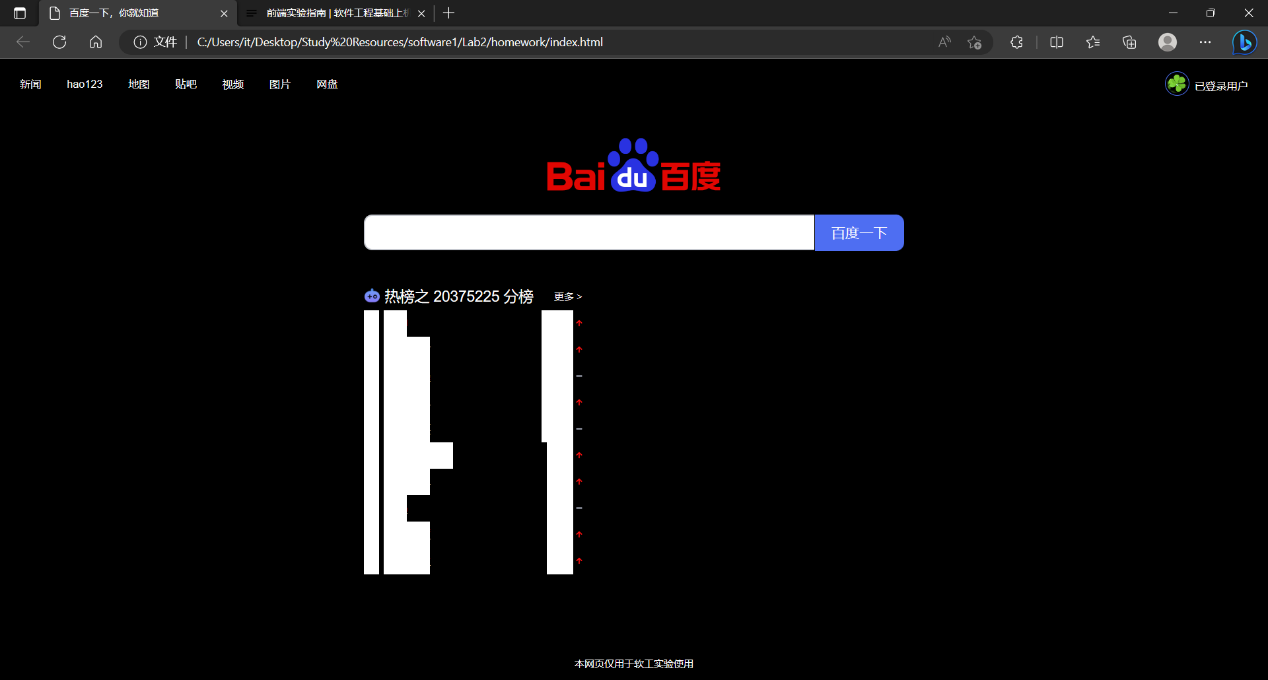 百度一下，你就知道
前端实验指南 | 软件工程基础上
文件 C:/Users/it/Desktop/Study%20Resources/software1/Lab2/homework/index.html
新闻 hao123 地图 贴吧 视频 图片 网盘 已登录用户
Bai du 百度
百度一下
热榜之 20375225 分榜 更多 >
本网页仅用于软工实验使用